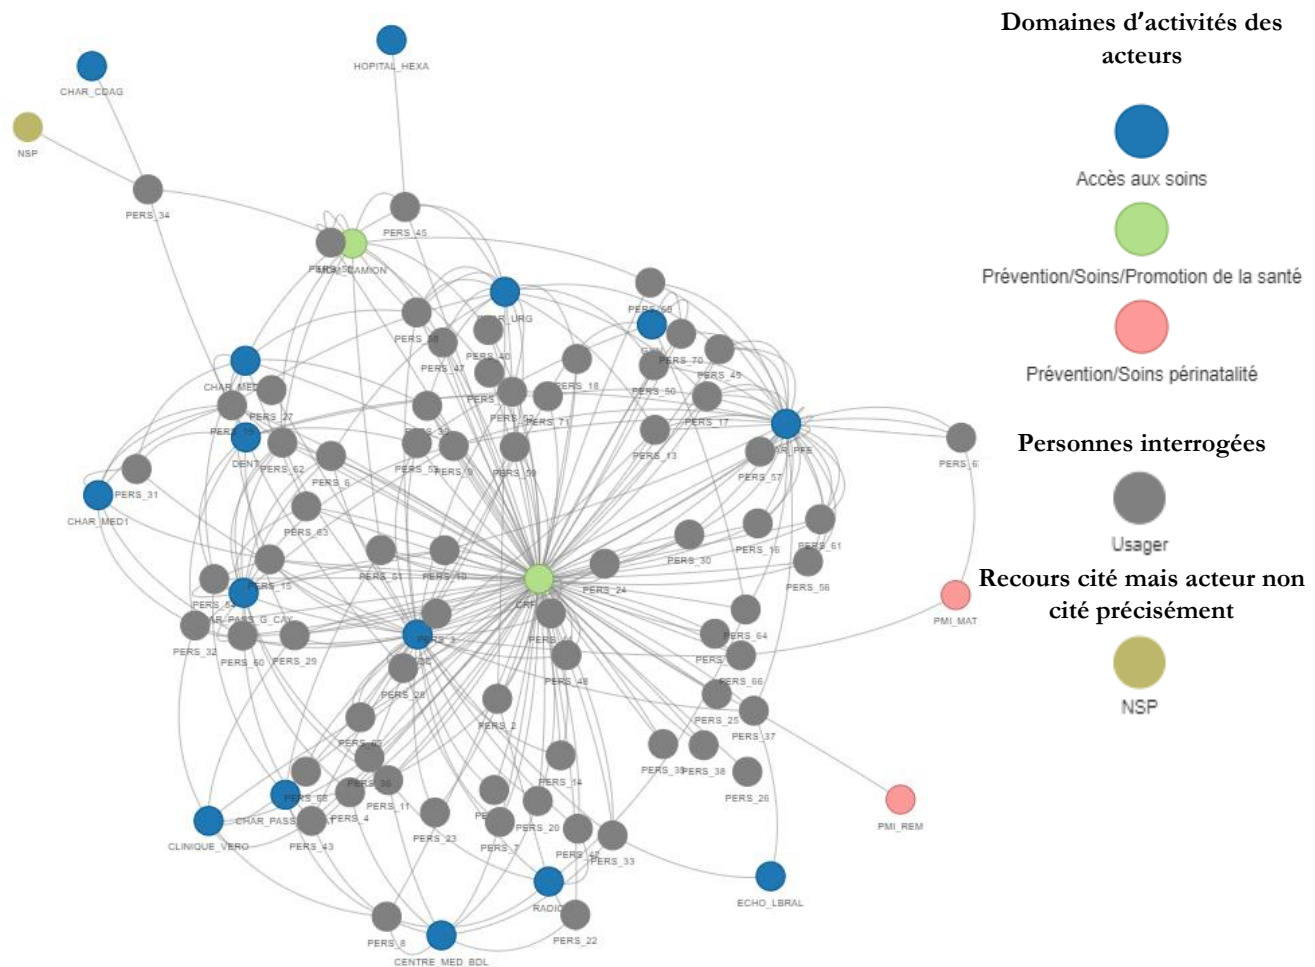 Domaines d'activités des
acteurs
Accès aux soins
Prévention/Soins/Promotion de la santé
Prévention/Soins périnatalité
Personnes interrogées
Usager
Recours cité mais acteur non
cité précisément
NSP
HOPITAL_HEXA
CHAR_CDAG
NSP
PERS_34
PERS_45
PERS_40
PERS_47
PERS_18
PERS_70
PERS_49
PERS_50
PERS_17
PERS_71
PERS_27
PERS_13
PERS_59
PERS_9
PERS_62
DENT
PERS_6
PERS_57
PERS_31
CHAR_MED1
PERS_63
PERS_16
PERS_61
PERS_30
PERS_56
PERS_51
PERS_10
PERS_24
PERS_15
PERS_64
PMI_MAT
PERS_32
PERS_60
PERS_29
PERS_66
PERS_48
PERS_28
PERS_25
PERS_37
PERS_2
PERS_14
PERS_38
PERS_26
PERS_11
PERS_4
PERS_43
PERS_23
PERS_7
PERS_20
PERS_33
PMI_REM
CLINIQUE_VERO
ECHO_LBRAL
PERS_8
PERS_22
CENTRE_MED_BDL